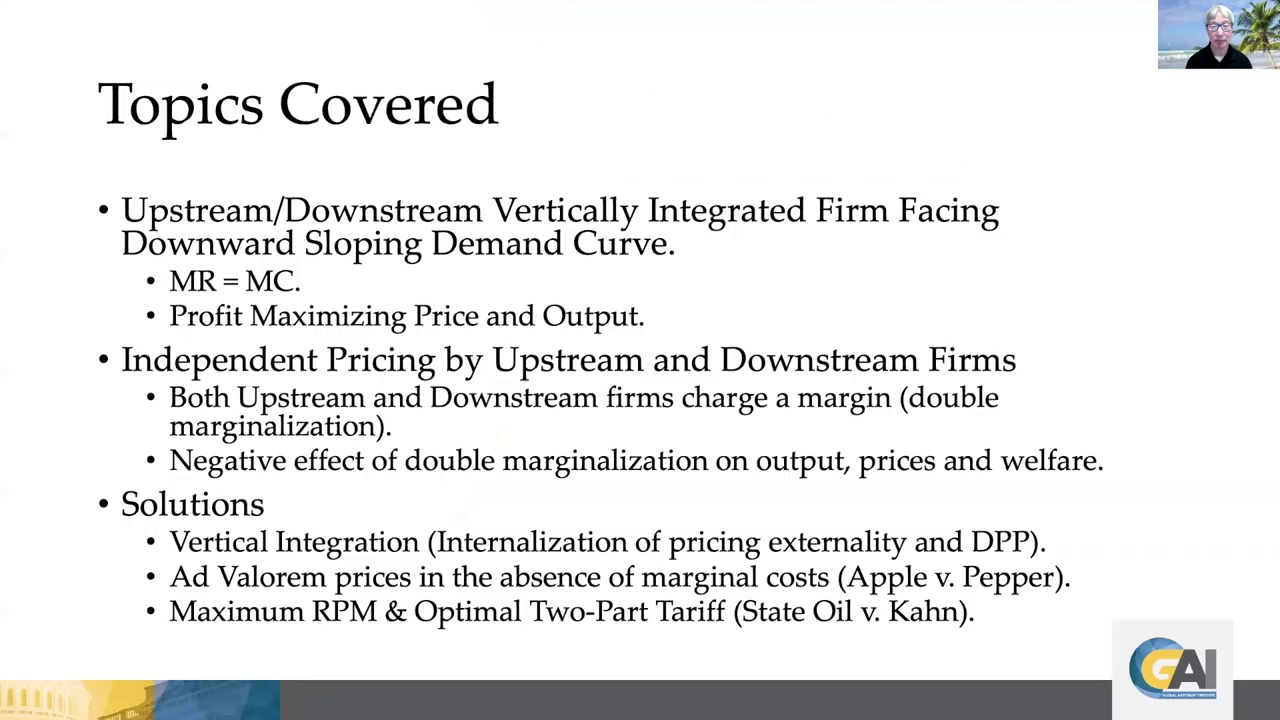 Topics Covered
• Upstream/Downstream Vertically Integrated Firm Facing
Downward Sloping Demand Curve.
• MR = MC.
• Profit Maximizing Price and Output.
• Independent Pricing by Upstream and Downstream Firms
• Both Upstream and Downstream firms charge a margin (double
marginalization).
• Negative effect of double marginalization on output, prices and welfare.
• Solutions
• Vertical Integration (Internalization of pricing externality and DPP).
• Ad Valorem prices in the absence of marginal costs (Apple v. Pepper).
• Maximum RPM & Optimal Two-Part Tariff (State Oil v. Kahn).
GAI
GLOBAL ANTITRUST INSTITUTE